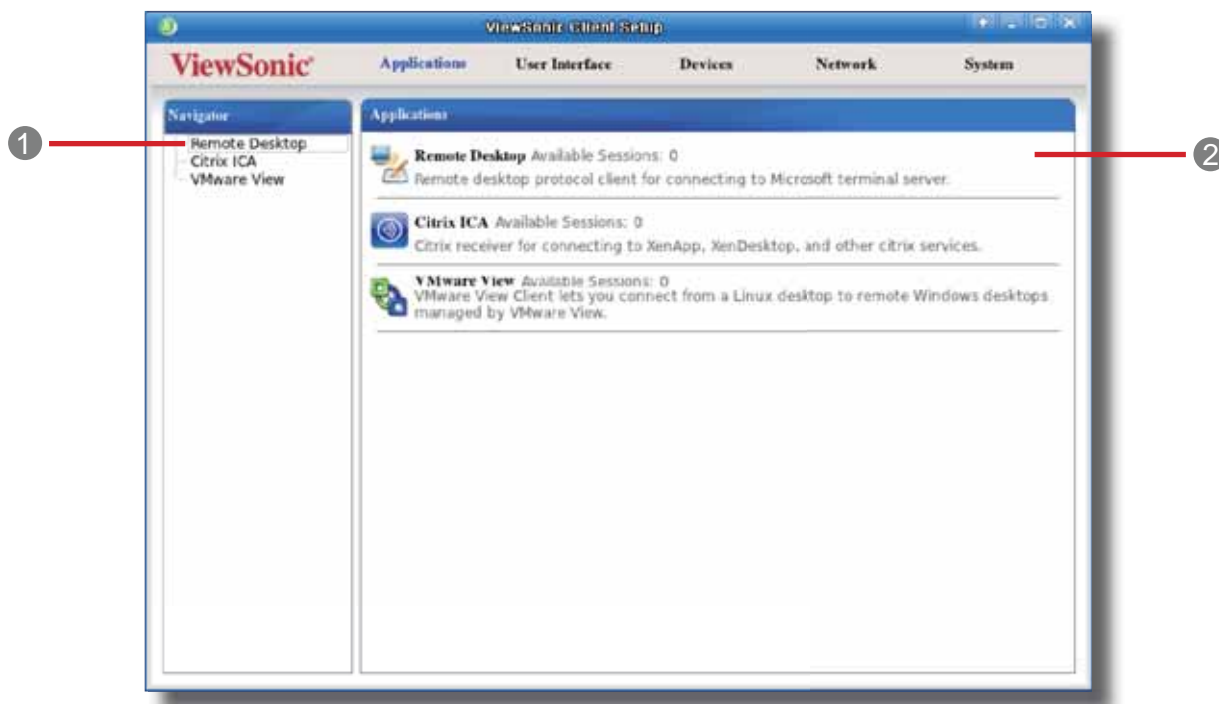 ViewSonic Client Setup
ViewSonic®
Applications User Interface Devices Network System
Navigator
Applications
1
Remote Desktop
Citrix ICA
VMware View
Remote Desktop Available Sessions: 0
Remote desktop protocol client for connecting to Microsoft terminal server.
2
Citrix ICA Available Sessions: 0
Citrix receiver for connecting to XenApp, XenDesktop, and other citrix services.
VMware View Available Sessions: 0
VMware View Client lets you connect from a Linux desktop to remote Windows desktops
managed by VMware View.